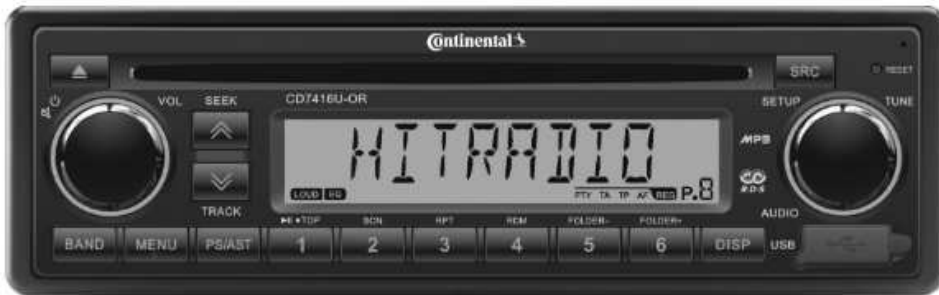 Continental
SRC
RESET
VOL SEEK CD7416U-OR SETUP TUNE
HITRADIO
MP3
LOUD EQ PTY TA TP AF REG P.8
RDS
TRACK AUDIO
TOP SCN RPT RDM FOLDER- FOLDER+
BAND MENU PS/AST 1 2 3 4 5 6 DISP USB